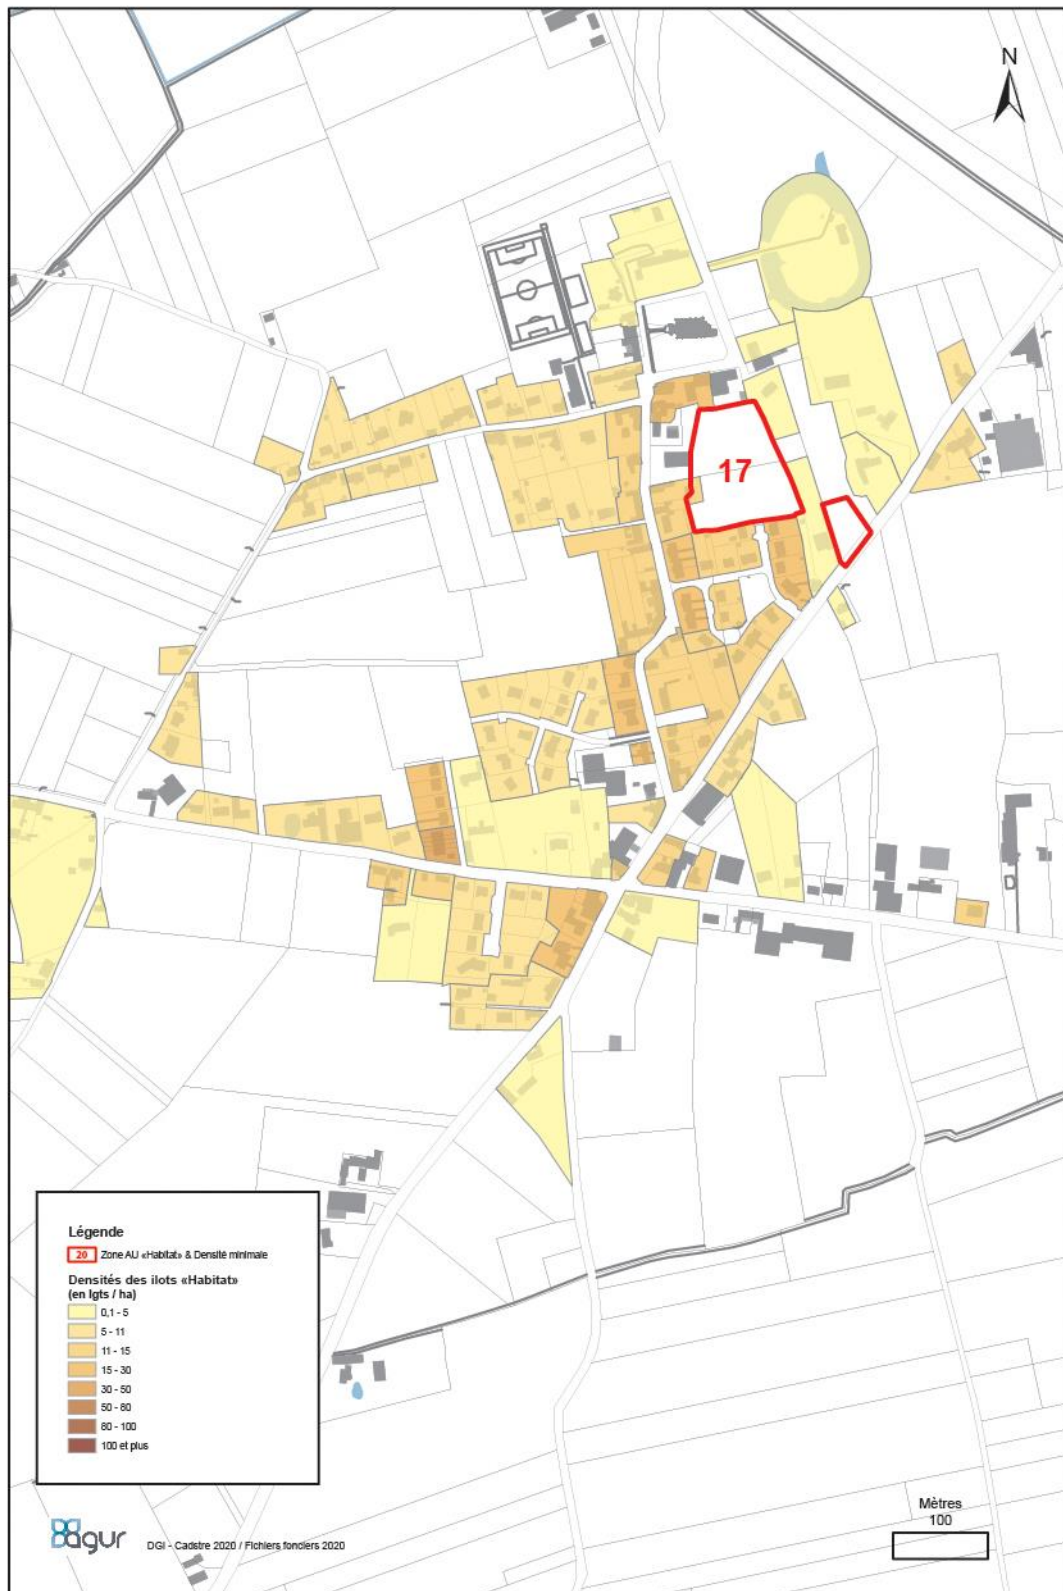 N
17
Légende
20 Zone AU «Habitat» & Densité minimale
Densités des ilots «Habitat»
(en lgts / ha)
0,1 - 5
5 - 11
11 - 15
15 - 30
30 - 50
50 - 80
80 - 100
100 et plus
agur
DGI - Cadstre 2020 / Fichiers fonciers 2020
Mètres
100